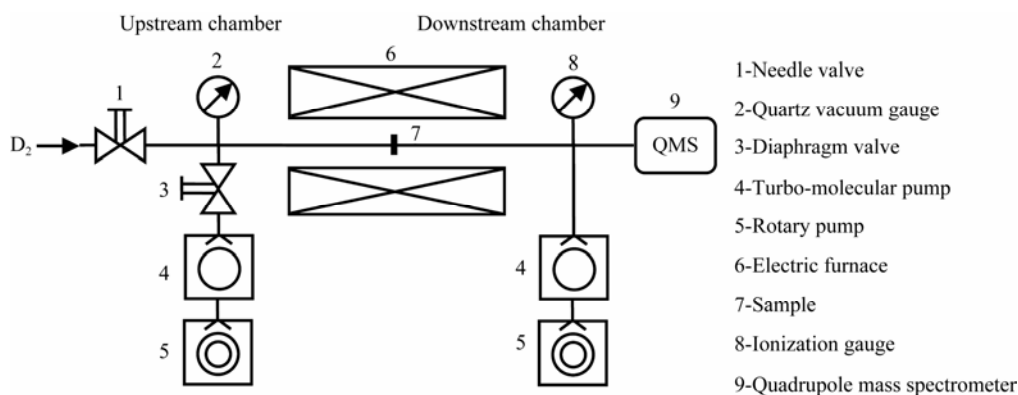 Upstream chamber
Downstream chamber
2
6
8
1
9
D₂
7
QMS
3
4
4
5
5
1-Needle valve
2-Quartz vacuum gauge
3-Diaphragm valve
4-Turbo-molecular pump
5-Rotary pump
6-Electric furnace
7-Sample
8-Ionization gauge
9-Quadrupole mass spectrometer